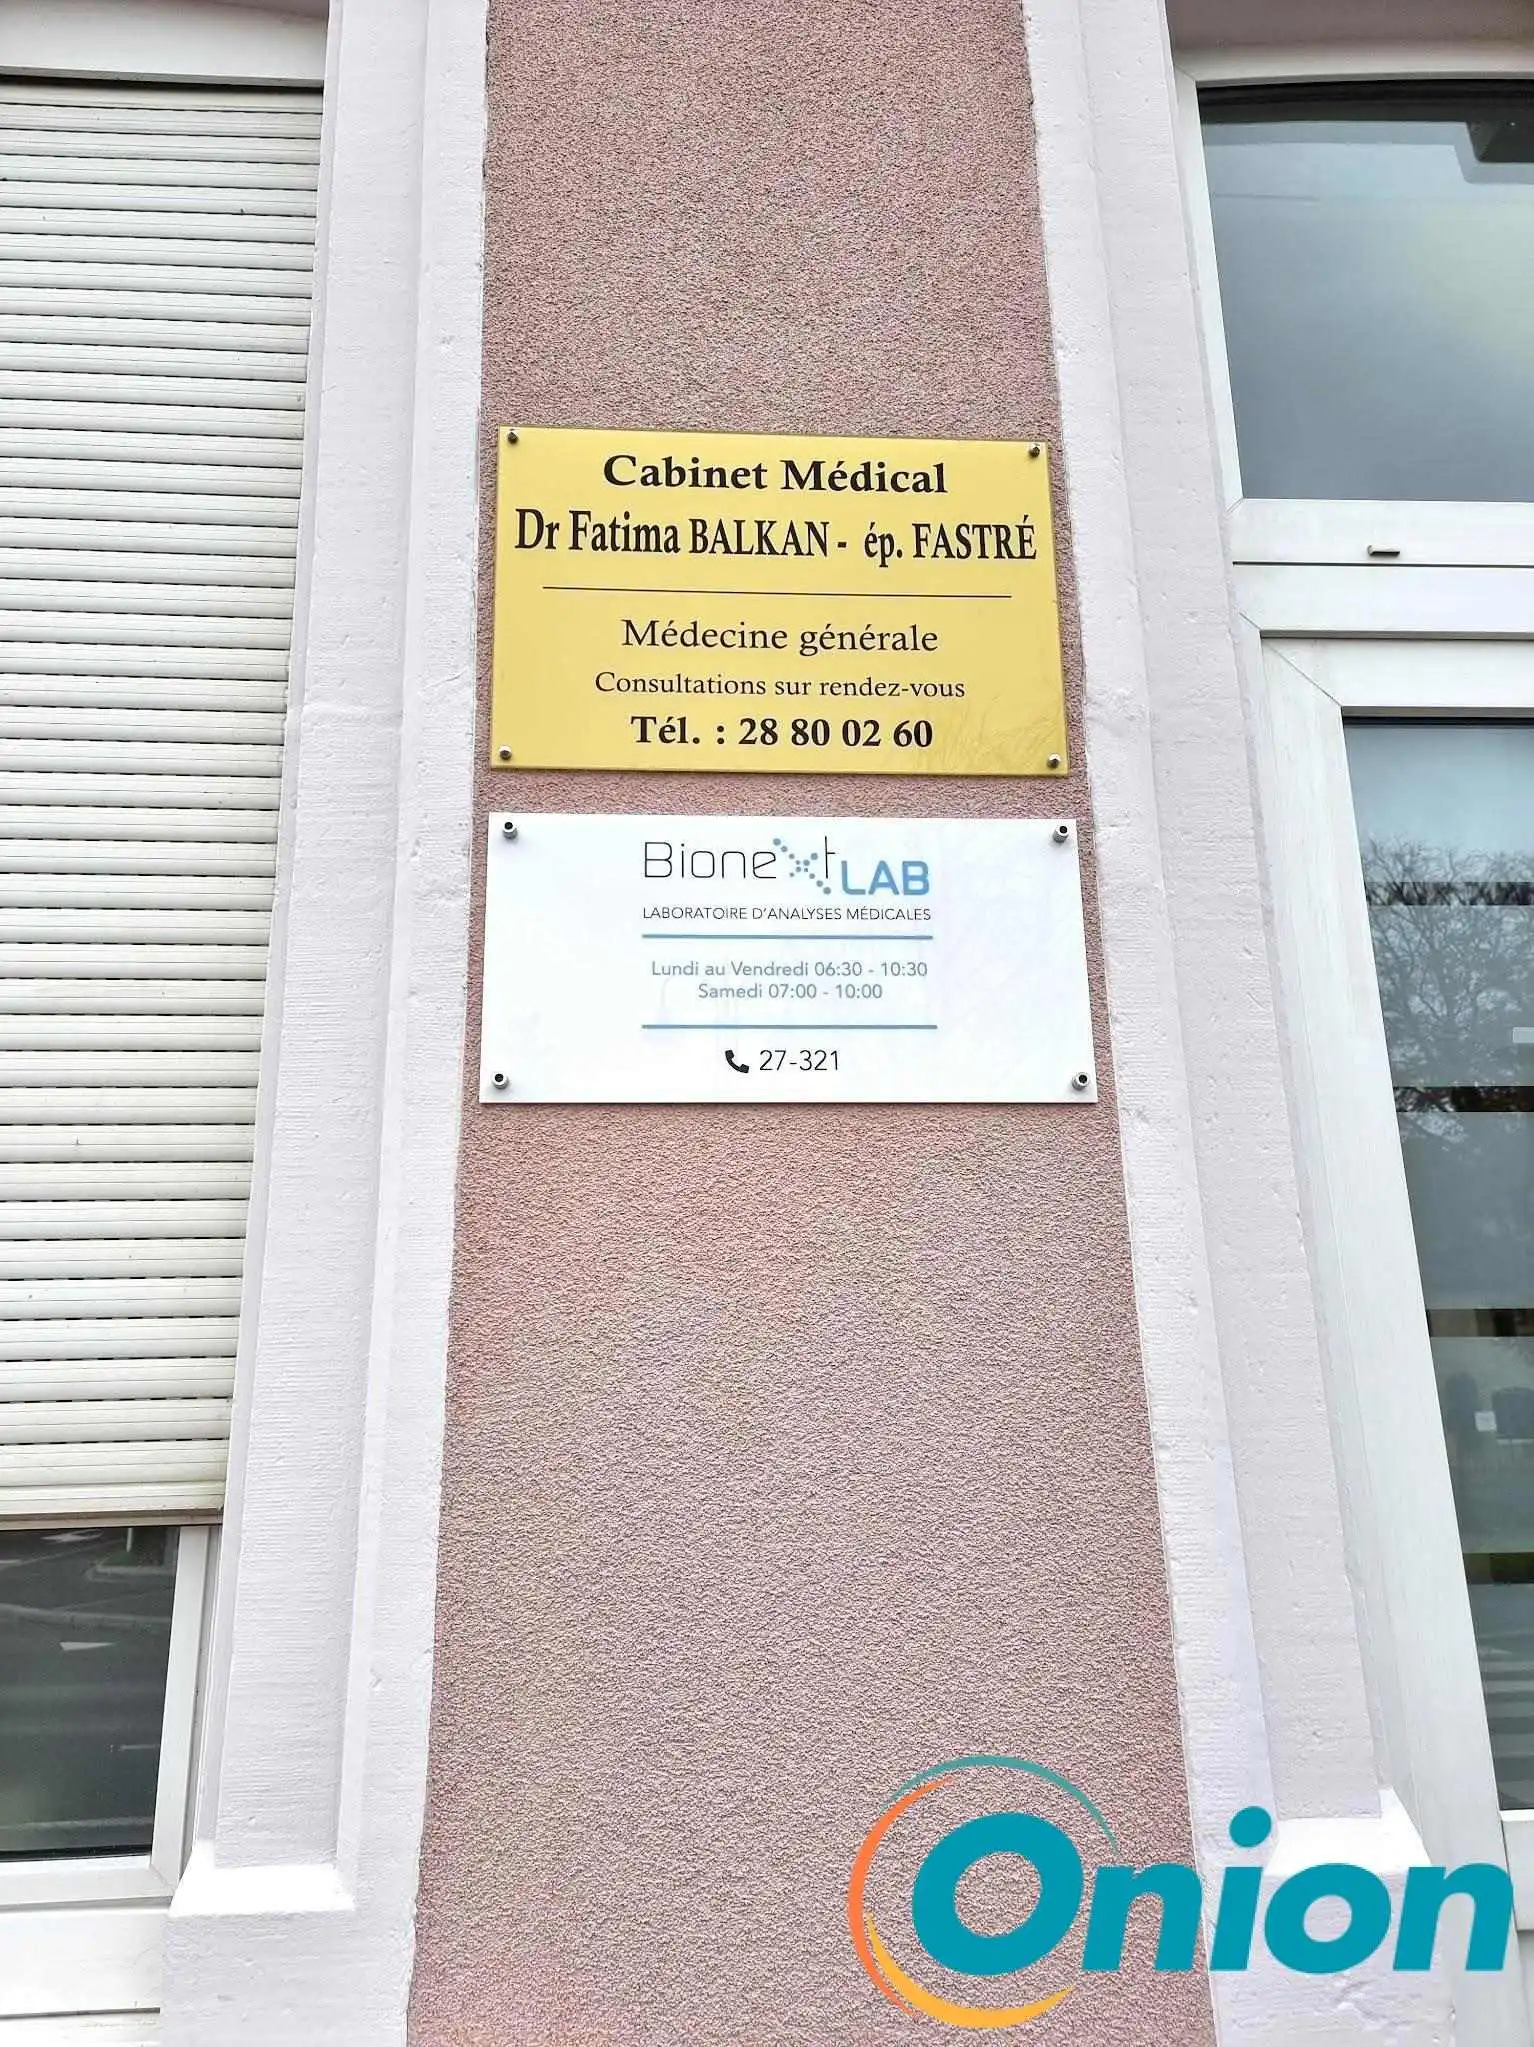 Cabinet Médical
Dr Fatima BALKAN - ép. FASTRÉ
Médecine générale
Consultations sur rendez-vous
Tél. : 28 80 02 60
Bionext LAB
LABORATOIRE D'ANALYSES MÉDICALES
Lundi au Vendredi 06:30 - 10:30
Samedi 07:00 - 10:00
27-321
Onion